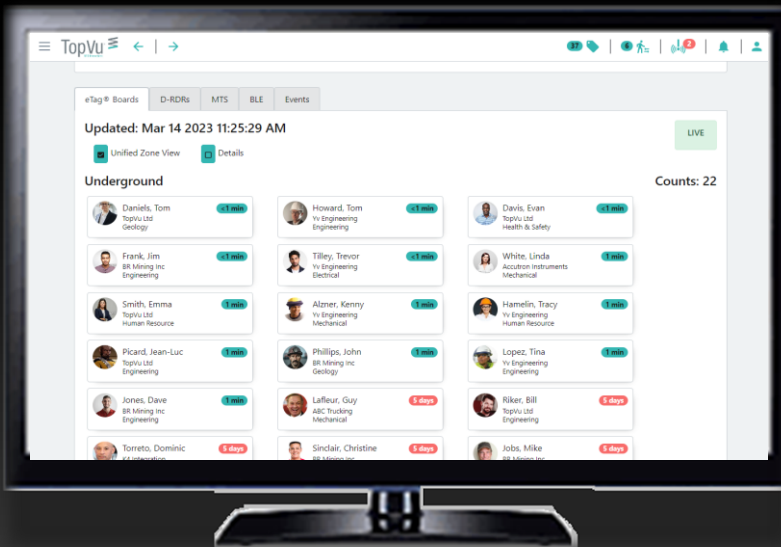 TopVu
37
6
2
eTag® Boards D-RDRs MTS BLE Events
Updated: Mar 14 2023 11:25:29 AM
LIVE
Unified Zone View Details
Underground Counts: 22
Daniels, Tom <1 min
TopVu Ltd
Geology
Howard, Tom <1 min
Yv Engineering
Engineering
Davis, Evan <1 min
TopVu Ltd
Health & Safety
Frank, Jim <1 min
BR Mining Inc
Engineering
Tilley, Trevor <1 min
Yv Engineering
Electrical
White, Linda 1 min
Accutron Instruments
Mechanical
Smith, Emma 1 min
TopVu Ltd
Human Resource
Alzner, Kenny 1 min
Yv Engineering
Mechanical
Hamelin, Tracy 1 min
Yv Engineering
Human Resource
Picard, Jean-Luc 1 min
TopVu Ltd
Engineering
Phillips, John 1 min
BR Mining Inc
Geology
Lopez, Tina 1 min
Yv Engineering
Engineering
Jones, Dave 1 min
BR Mining Inc
Engineering
Lafleur, Guy 5 days
ABC Trucking
Mechanical
Riker, Bill 5 days
TopVu Ltd
Engineering
Torreto, Dominic 5 days
Sinclair, Christine 5 days
BR Mining Inc
Jobs, Mike 5 days
BR Mining Inc